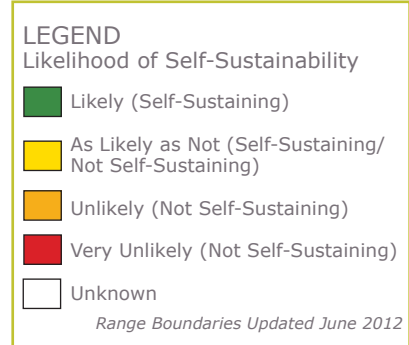 LEGEND
Likelihood of Self-Sustainability
Likely (Self-Sustaining)
As Likely as Not (Self-Sustaining/
Not Self-Sustaining)
Unlikely (Not Self-Sustaining)
Very Unlikely (Not Self-Sustaining)
Unknown
Range Boundaries Updated June 2012